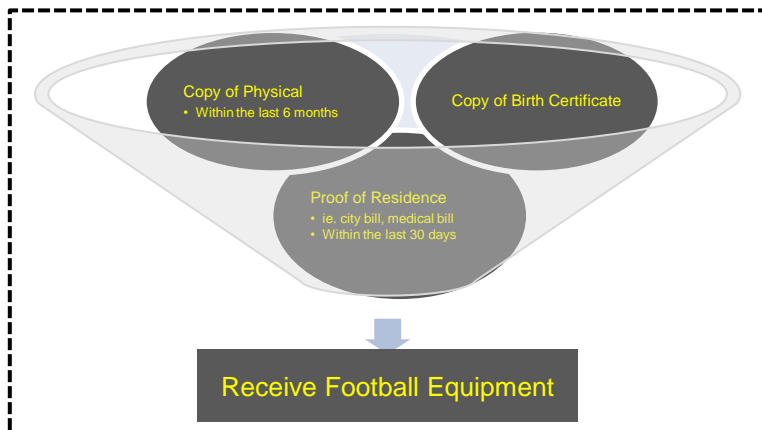 Copy of Physical
• Within the last 6 months
Copy of Birth Certificate
Proof of Residence
• ie. city bill, medical bill
• Within the last 30 days
Receive Football Equipment